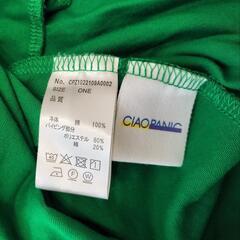 No. CPZ1022109A0002
SIZE ONE
品質
本体 綿 100%
パイピング部分
ポリエステル 80%
綿 20%
CIAOPANIC